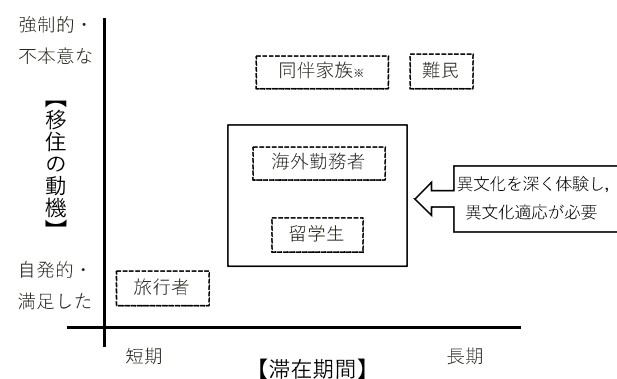 強制的・
不本意な
同伴家族※
難民
【移住の動機】
海外勤務者
異文化を深く体験し,
異文化適応が必要
留学生
自発的・
満足した
旅行者
短期
【滞在期間】
長期